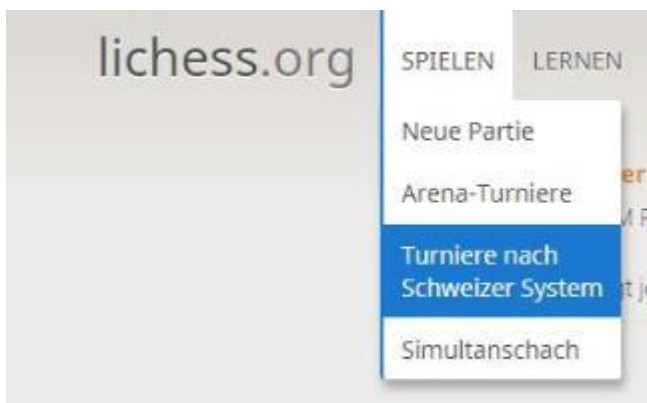 lichess.org
SPIELEN LERNEN
Neue Partie
Arena-Turniere
Turniere nach
Schweizer System
Simultanschach